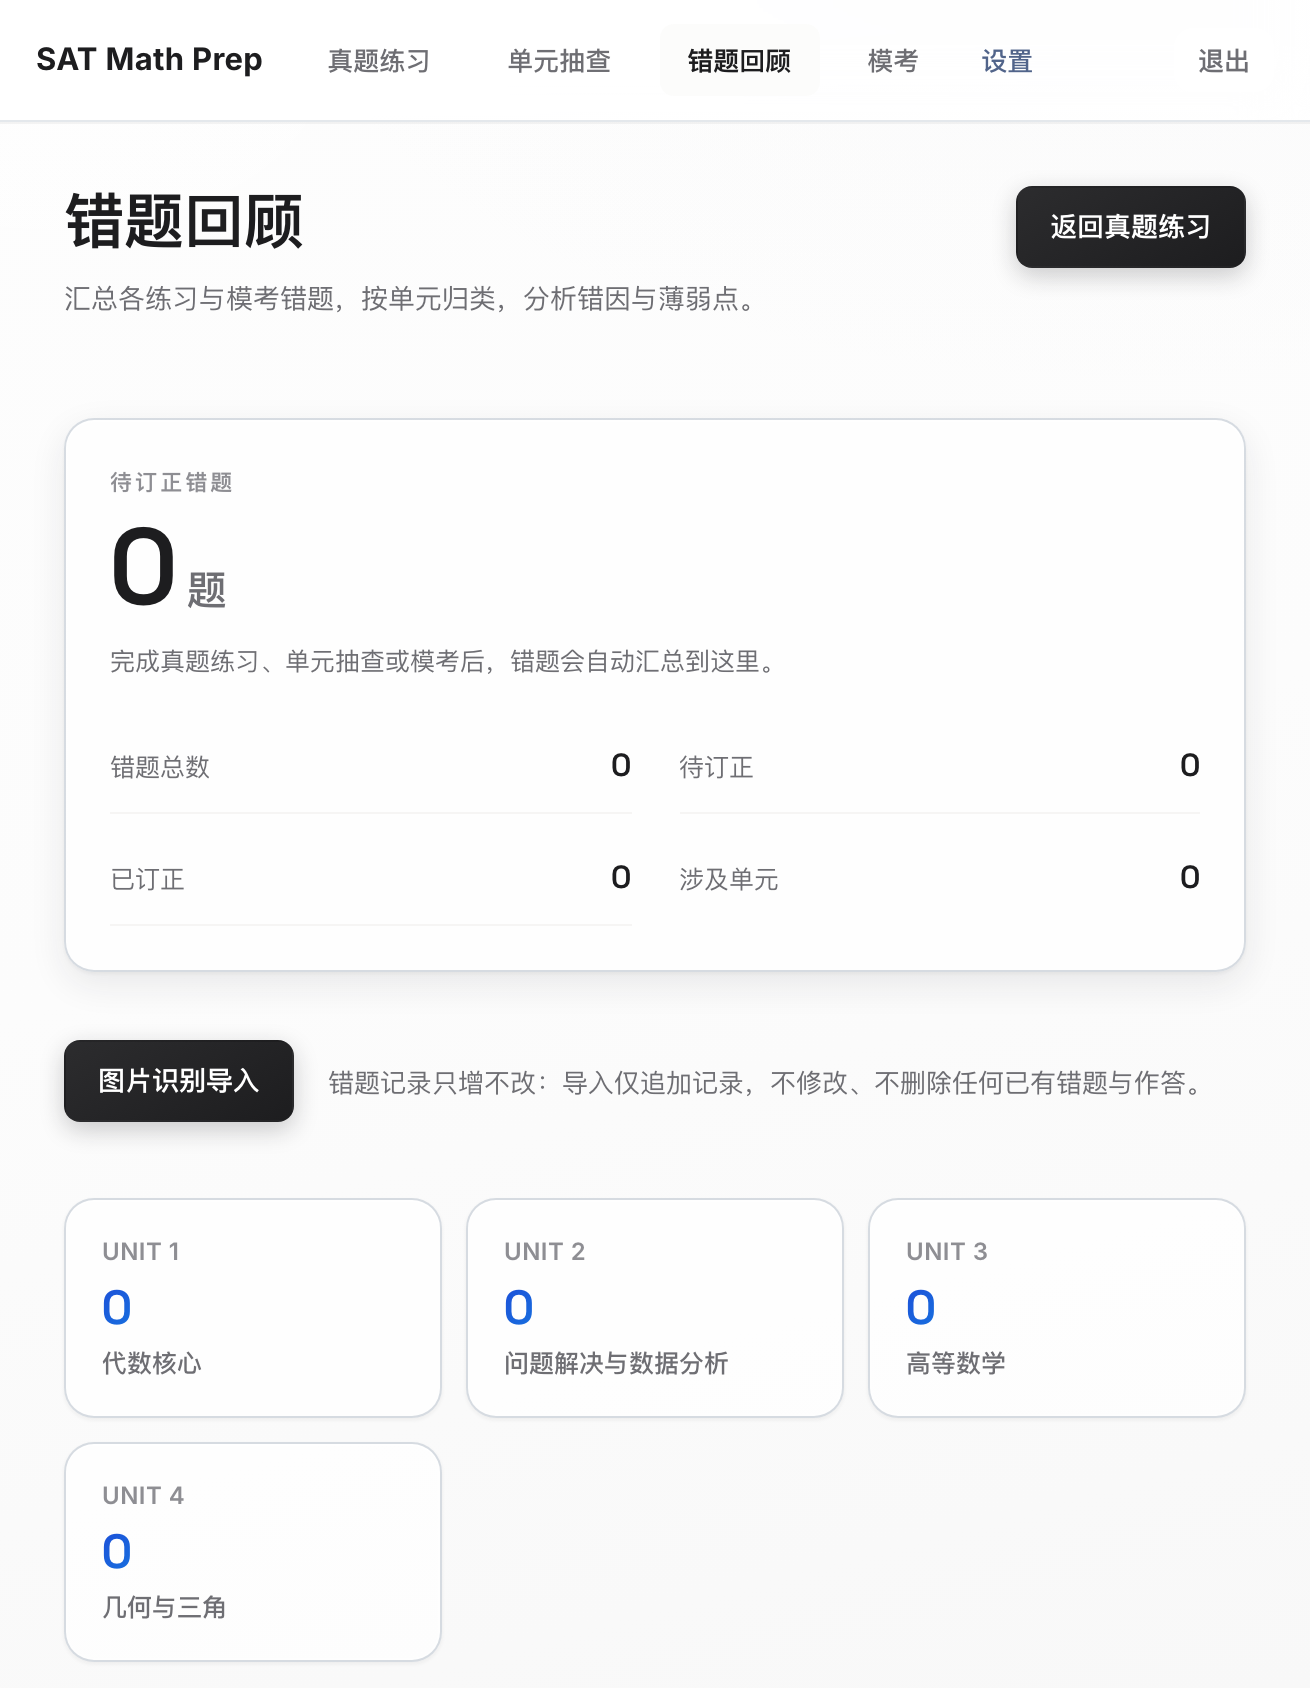 SAT Math Prep 真题练习 单元抽查 错题回顾 模考 设置 退出
错题回顾
返回真题练习
汇总各练习与模考错题，按单元归类，分析错因与薄弱点。
待订正错题
0 题
完成真题练习、单元抽查或模考后，错题会自动汇总到这里。
错题总数 0 待订正 0
已订正 0 涉及单元 0
图片识别导入 错题记录只增不改：导入仅追加记录，不修改、不删除任何已有错题与作答。
UNIT 1
0
代数核心
UNIT 2
0
问题解决与数据分析
UNIT 3
0
高等数学
UNIT 4
0
几何与三角